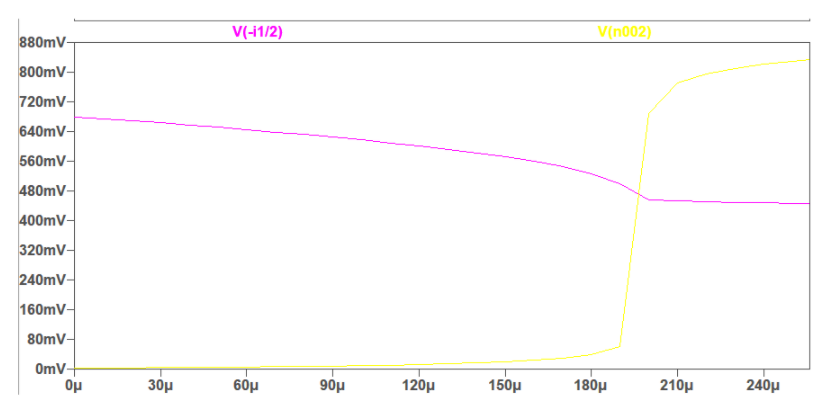 V(-i1/2) V(n002)
880mV
800mV
720mV
640mV
560mV
480mV
400mV
320mV
240mV
160mV
80mV
0mV
0µ 30µ 60µ 90µ 120µ 150µ 180µ 210µ 240µ